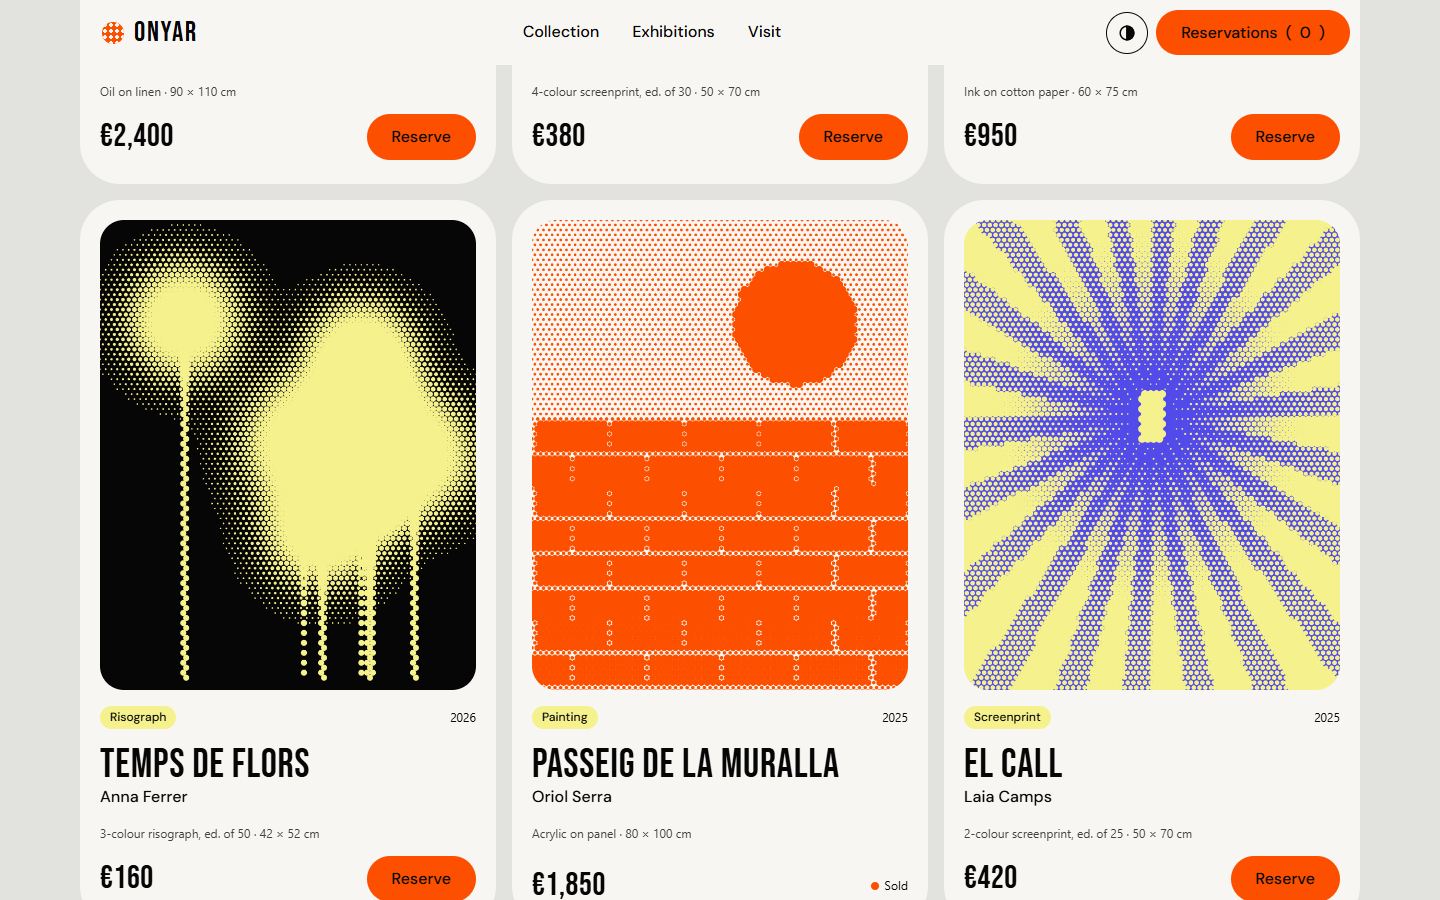 ONYAR
Collection
Exhibitions
Visit
Reservations ( 0 )
Oil on linen · 90 × 110 cm
€2,400
Reserve
4-colour screenprint, ed. of 30 · 50 × 70 cm
€380
Reserve
Ink on cotton paper · 60 × 75 cm
€950
Reserve
Risograph
2026
TEMPS DE FLORS
Anna Ferrer
3-colour risograph, ed. of 50 · 42 × 52 cm
€160
Reserve
Painting
2025
PASSEIG DE LA MURALLA
Oriol Serra
Acrylic on panel · 80 × 100 cm
€1,850
Sold
Screenprint
2025
EL CALL
Laia Camps
2-colour screenprint, ed. of 25 · 50 × 70 cm
€420
Reserve